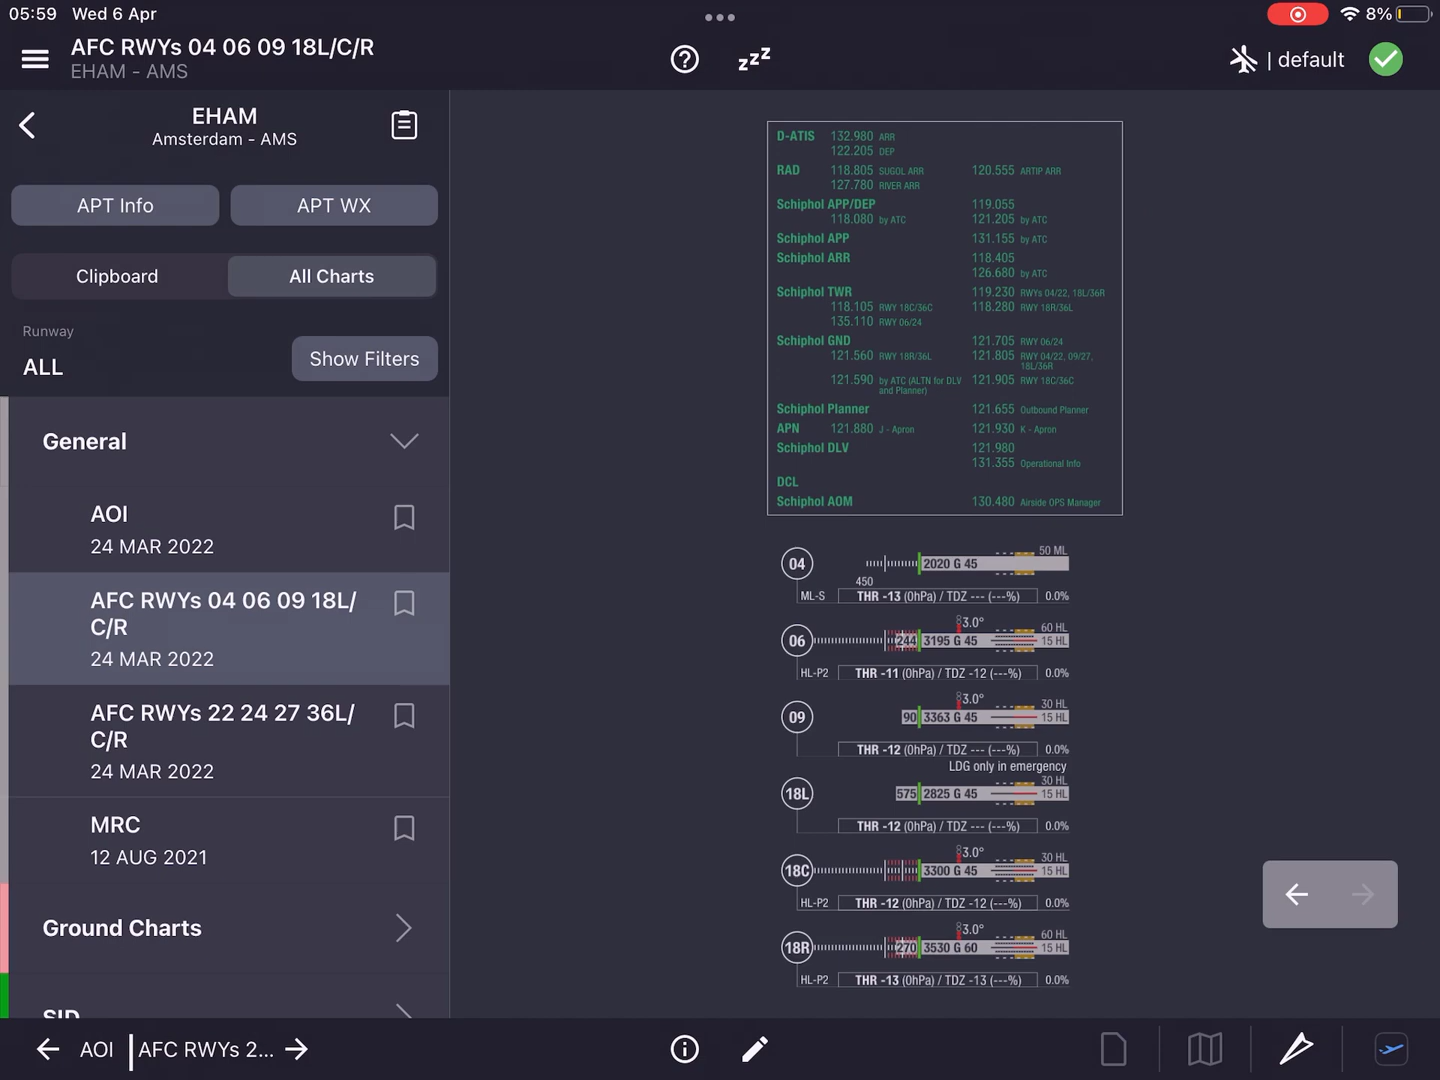 05:59 Wed 6 Apr
8%
AFC RWYs 04 06 09 18L/C/R
EHAM - AMS
?
zzz
| default
EHAM
Amsterdam - AMS
APT Info
APT WX
Clipboard
All Charts
Runway
ALL
Show Filters
General
AOI
24 MAR 2022
AFC RWYs 04 06 09 18L/
C/R
24 MAR 2022
AFC RWYs 22 24 27 36L/
C/R
24 MAR 2022
MRC
12 AUG 2021
Ground Charts
SID
D-ATIS 132.980 ARR
122.205 DEP
RAD 118.805 SUGOL ARR 120.555 ARTIP ARR
127.780 RIVER ARR
Schiphol APP/DEP 119.055
118.080 by ATC 121.205 by ATC
Schiphol APP 131.155 by ATC
Schiphol ARR 118.405
126.680 by ATC
Schiphol TWR 119.230 RWYs 04/22, 18L/36R
118.105 RWY 18C/36C 118.280 RWY 18R/36L
135.110 RWY 06/24
Schiphol GND 121.705 RWY 06/24
121.560 RWY 18R/36L 121.805 RWY 04/22, 09/27,
18L/36R
121.590 by ATC (ALTN for DLV 121.905 RWY 18C/36C
and Planner)
Schiphol Planner 121.655 Outbound Planner
APN 121.880 J - Apron 121.930 K - Apron
Schiphol DLV 121.980
131.355 Operational Info
DCL
Schiphol AOM 130.480 Airside OPS Manager
50 ML
04 2020 G 45
450
ML-S THR -13 (0hPa) / TDZ --- (---%) 0.0%
3.0° 60 HL
06 244 3195 G 45 15 HL
HL-P2 THR -11 (0hPa) / TDZ -12 (---%) 0.0%
3.0° 30 HL
09 90 3363 G 45 15 HL
THR -12 (0hPa) / TDZ --- (---%) 0.0%
LDG only in emergency
30 HL
18L 575 2825 G 45 15 HL
THR -12 (0hPa) / TDZ --- (---%) 0.0%
3.0° 30 HL
18C 3300 G 45 15 HL
HL-P2 THR -12 (0hPa) / TDZ -12 (---%) 0.0%
3.0° 60 HL
18R 270 3530 G 60 15 HL
HL-P2 THR -13 (0hPa) / TDZ -13 (---%) 0.0%
AOI | AFC RWYs 2...